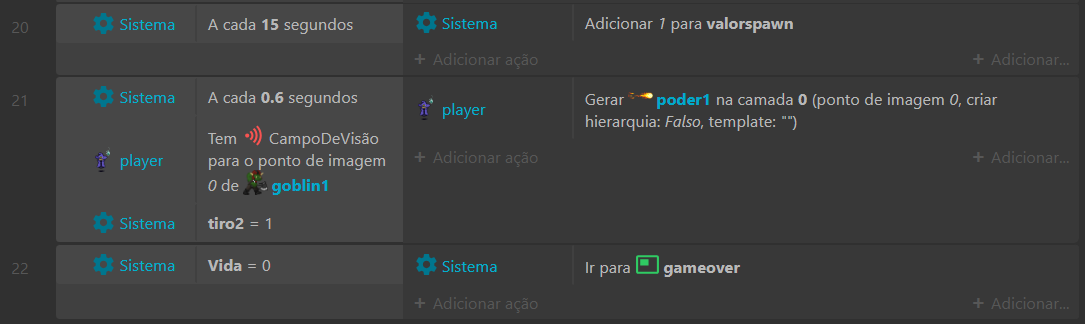 20
Sistema
A cada 15 segundos
Sistema
Adicionar 1 para valorspawn
+ Adicionar ação
+ Adicionar...
21
Sistema
A cada 0.6 segundos
player
Tem CampoDeVisão
para o ponto de imagem
0 de goblin1
Sistema
tiro2 = 1
player
Gerar poder1 na camada 0 (ponto de imagem 0, criar
hierarquia: Falso, template: "")
+ Adicionar ação
+ Adicionar...
22
Sistema
Vida = 0
Sistema
Ir para gameover
+ Adicionar ação
+ Adicionar...